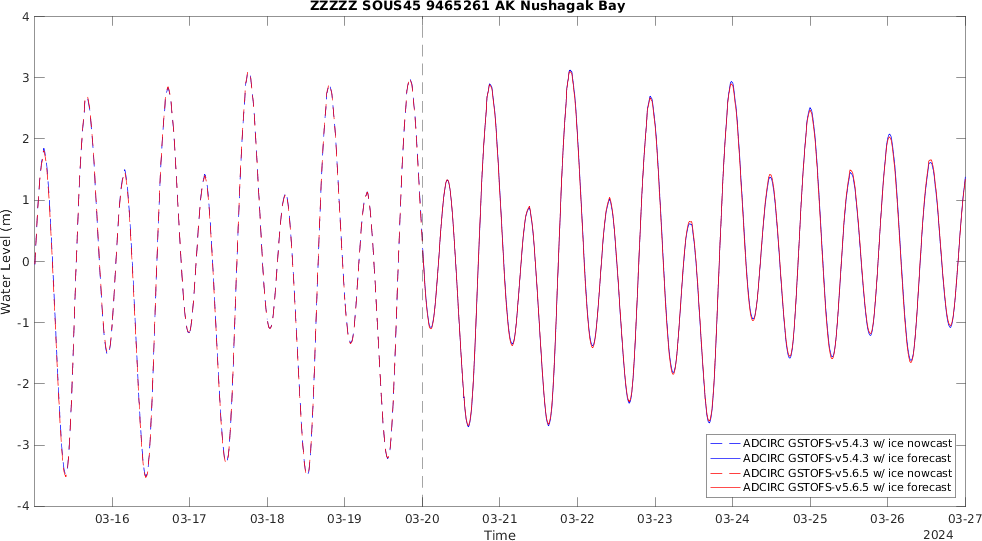 ZZZZZ SOUS45 9465261 AK Nushagak Bay
4
3
2
1
0
-1
-2
-3
-4
Water Level (m)
ADCIRC GSTOFS-v5.4.3 w/ ice nowcast
ADCIRC GSTOFS-v5.4.3 w/ ice forecast
ADCIRC GSTOFS-v5.6.5 w/ ice nowcast
ADCIRC GSTOFS-v5.6.5 w/ ice forecast
03-16 03-17 03-18 03-19 03-20 03-21 03-22 03-23 03-24 03-25 03-26 03-27
Time 2024